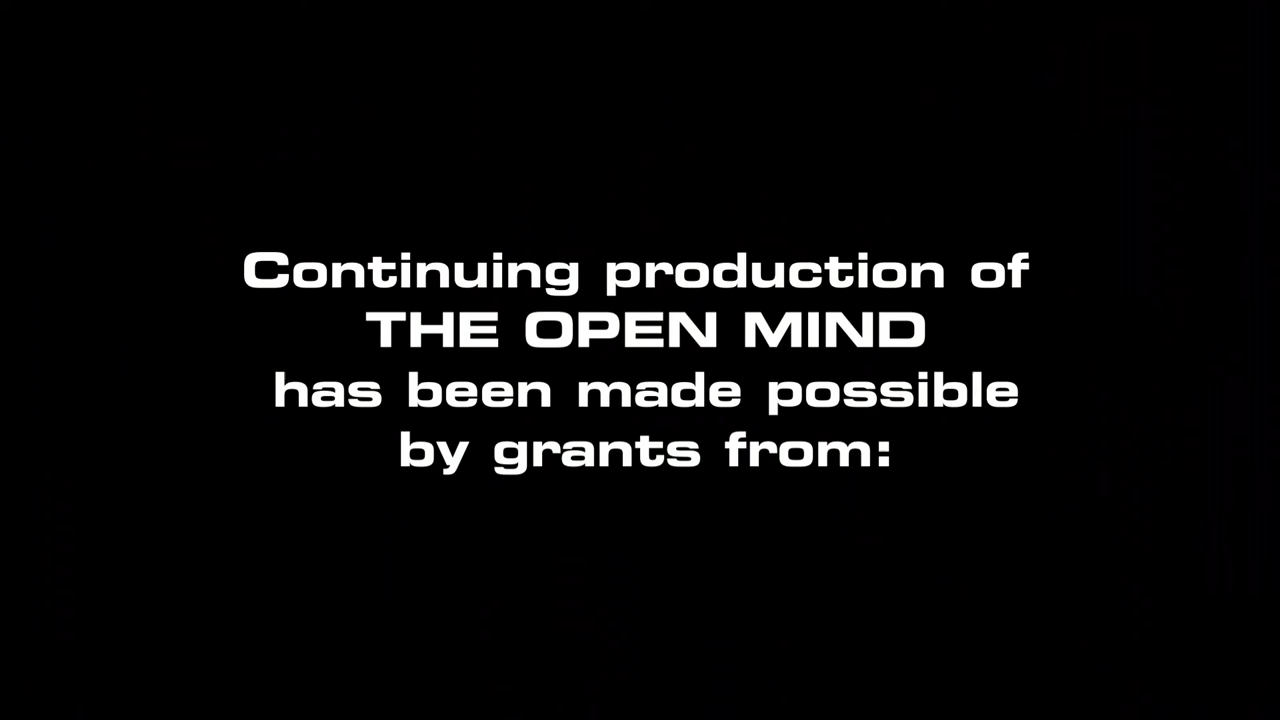 Continuing production of
THE OPEN MIND
has been made possible
by grants from: